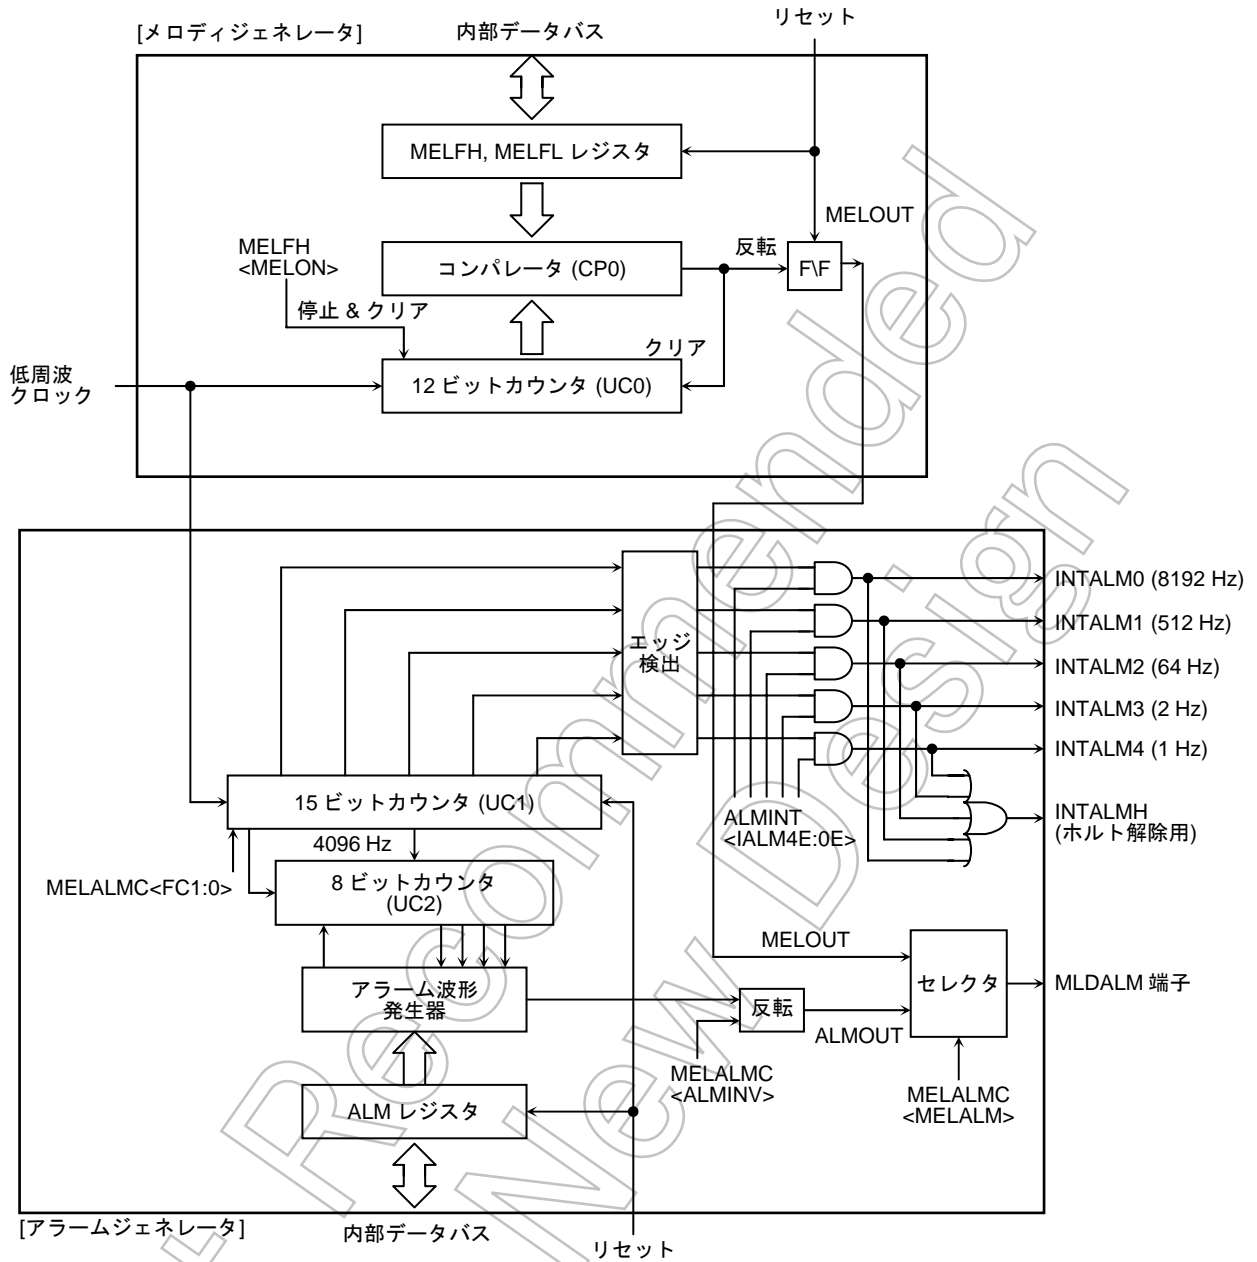 リセット
[メロディジェネレータ]
内部データバス
MELFH, MELFL レジスタ
MELOUT
MELFH
<MELON>
コンパレータ (CP0)
反転
F\F
停止 & クリア
クリア
低周波
クロック
12 ビットカウンタ (UC0)
エッジ
検出
INTALM0 (8192 Hz)
INTALM1 (512 Hz)
INTALM2 (64 Hz)
INTALM3 (2 Hz)
INTALM4 (1 Hz)
15 ビットカウンタ (UC1)
ALMINT
<IALM4E:0E>
INTALMH
(ホルト解除用)
4096 Hz
MELALMC<FC1:0>
8 ビットカウンタ
(UC2)
MELOUT
アラーム波形
発生器
反転
セレクタ
MLDALM 端子
ALMOUT
MELALMC
<ALMINV>
MELALMC
<MELALM>
ALM レジスタ
[アラームジェネレータ]
内部データバス
リセット
Not Recommended
New Design